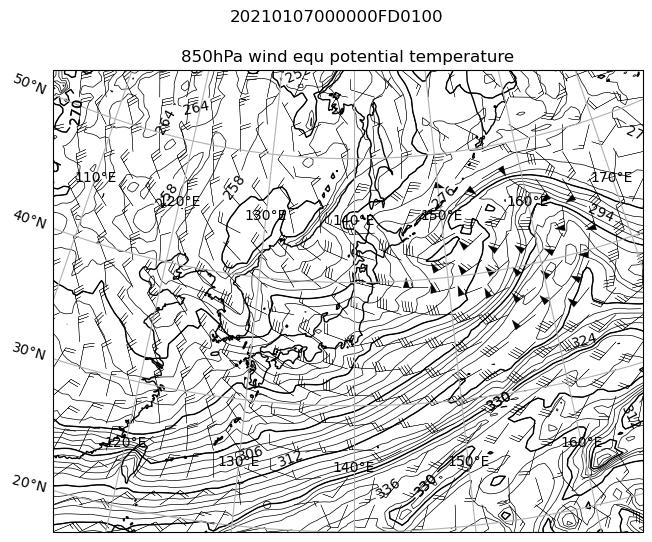 20210107000000FD0100
850hPa wind equ potential temperature
50°N
252
270
264
264
27
110°E
170°E
258
258
120°E
276
160°E
130°E
140°E
150°E
294
40°N
324
30°N
330
120°E
160°E
306
130°E
312
140°E
150°E
20°N
336
330